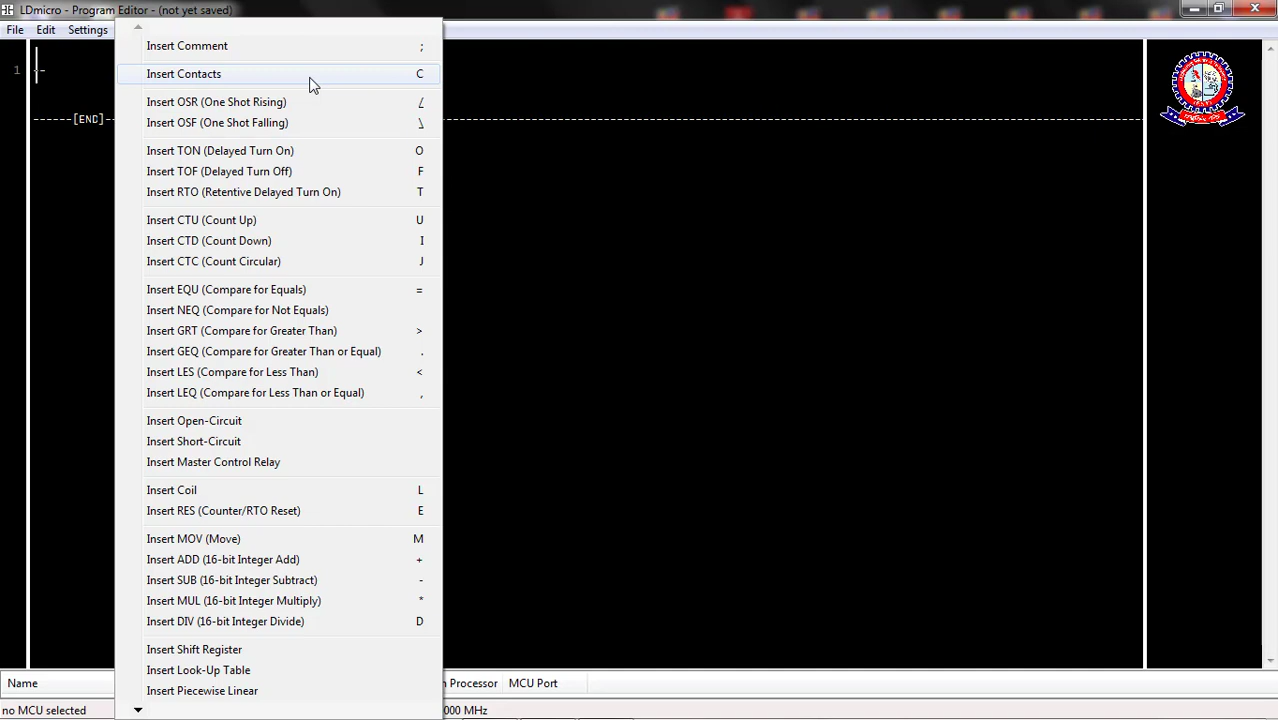 LDmicro - Program Editor - (not yet saved)
File Edit Settings
Insert Comment ;
1
Insert Contacts C
Insert OSR (One Shot Rising) /
------[END]--
Insert OSF (One Shot Falling) \
Insert TON (Delayed Turn On) O
Insert TOF (Delayed Turn Off) F
Insert RTO (Retentive Delayed Turn On) T
Insert CTU (Count Up) U
Insert CTD (Count Down) I
Insert CTC (Count Circular) J
Insert EQU (Compare for Equals) =
Insert NEQ (Compare for Not Equals)
Insert GRT (Compare for Greater Than) >
Insert GEQ (Compare for Greater Than or Equal) .
Insert LES (Compare for Less Than) <
Insert LEQ (Compare for Less Than or Equal) ,
Insert Open-Circuit
Insert Short-Circuit
Insert Master Control Relay
Insert Coil L
Insert RES (Counter/RTO Reset) E
Insert MOV (Move) M
Insert ADD (16-bit Integer Add) +
Insert SUB (16-bit Integer Subtract) -
Insert MUL (16-bit Integer Multiply) *
Insert DIV (16-bit Integer Divide) D
Insert Shift Register
Insert Look-Up Table
Insert Piecewise Linear
Name n Processor MCU Port
no MCU selected 000 MHz